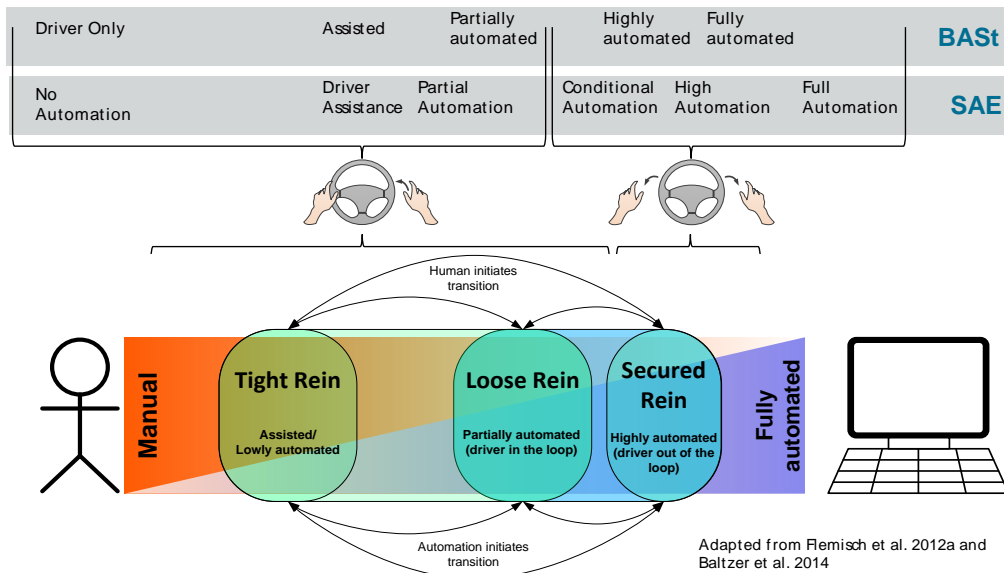 Driver Only
Assisted
Partially
automated
Highly
automated
Fully
automated
BASt
No
Automation
Driver
Assistance
Partial
Automation
Conditional
Automation
High
Automation
Full
Automation
SAE
Human initiates
transition
Manual
Tight Rein
Assisted/
Lowly automated
Loose Rein
Partially automated
(driver in the loop)
Secured
Rein
Highly automated
(driver out of the
loop)
Fully
automated
Automation initiates
transition
Adapted from Flemisch et al. 2012a and
Baltzer et al. 2014